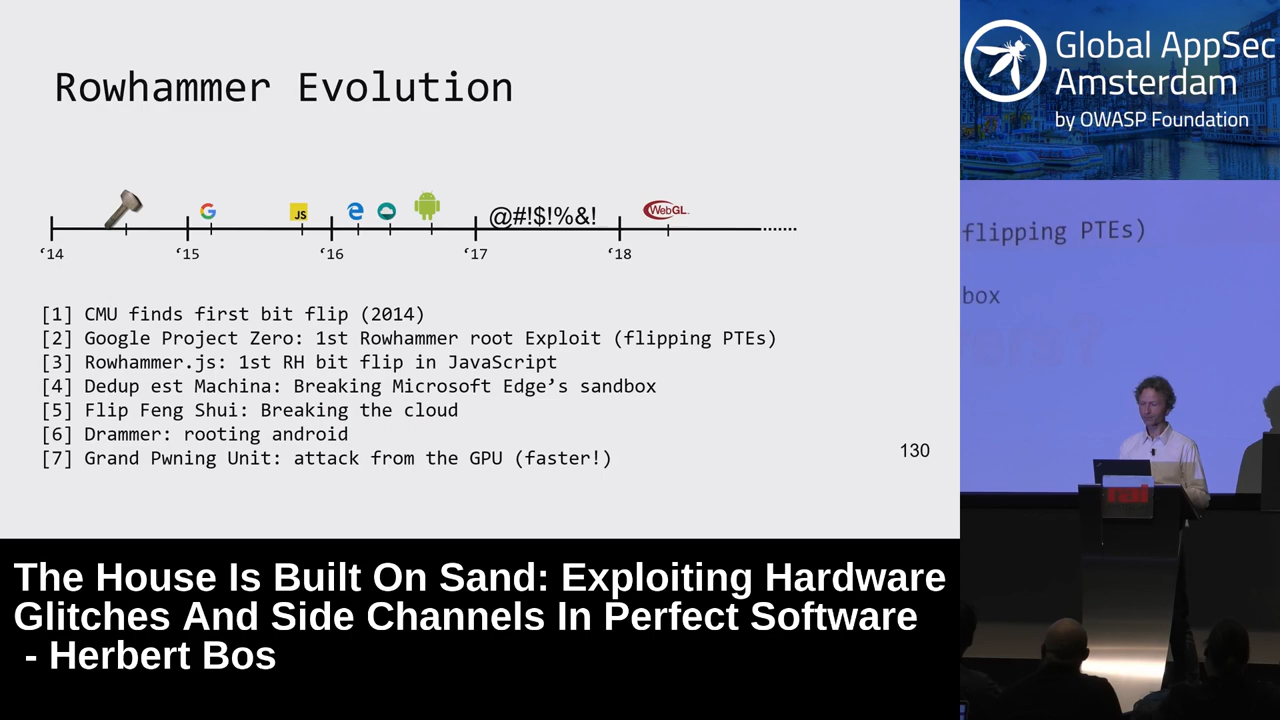 Rowhammer Evolution
JS
@#!$!%&!
WebGL
‘14
‘15
‘16
‘17
‘18
[1] CMU finds first bit flip (2014)
[2] Google Project Zero: 1st Rowhammer root Exploit (flipping PTEs)
[3] Rowhammer.js: 1st RH bit flip in JavaScript
[4] Dedup est Machina: Breaking Microsoft Edge’s sandbox
[5] Flip Feng Shui: Breaking the cloud
[6] Drammer: rooting android
[7] Grand Pwning Unit: attack from the GPU (faster!)
130
The House Is Built On Sand: Exploiting Hardware
Glitches And Side Channels In Perfect Software
- Herbert Bos
Global AppSec
Amsterdam
by OWASP Foundation
flipping PTEs)
box
rai